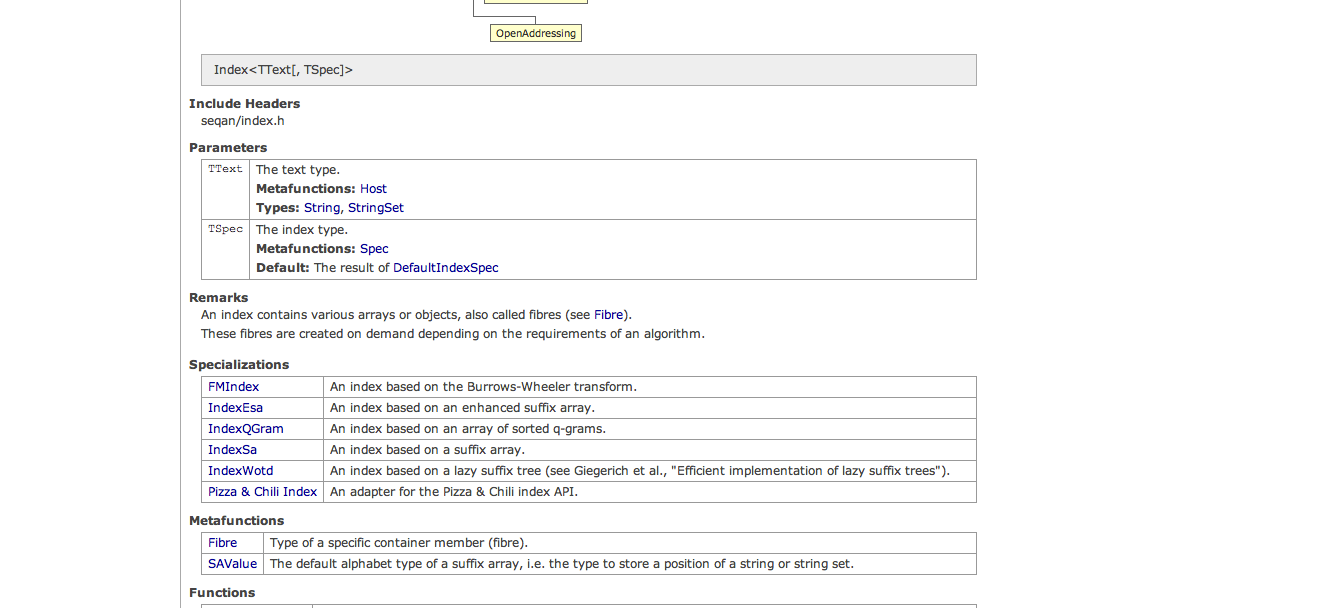 OpenAddressing
Index<TText[, TSpec]>
Include Headers
seqan/index.h
Parameters
TText The text type.
Metafunctions: Host
Types: String, StringSet
TSpec The index type.
Metafunctions: Spec
Default: The result of DefaultIndexSpec
Remarks
An index contains various arrays or objects, also called fibres (see Fibre).
These fibres are created on demand depending on the requirements of an algorithm.
Specializations
FMIndex An index based on the Burrows-Wheeler transform.
IndexEsa An index based on an enhanced suffix array.
IndexQGram An index based on an array of sorted q-grams.
IndexSa An index based on a suffix array.
IndexWotd An index based on a lazy suffix tree (see Giegerich et al., "Efficient implementation of lazy suffix trees").
Pizza & Chili Index An adapter for the Pizza & Chili index API.
Metafunctions
Fibre Type of a specific container member (fibre).
SAValue The default alphabet type of a suffix array, i.e. the type to store a position of a string or string set.
Functions